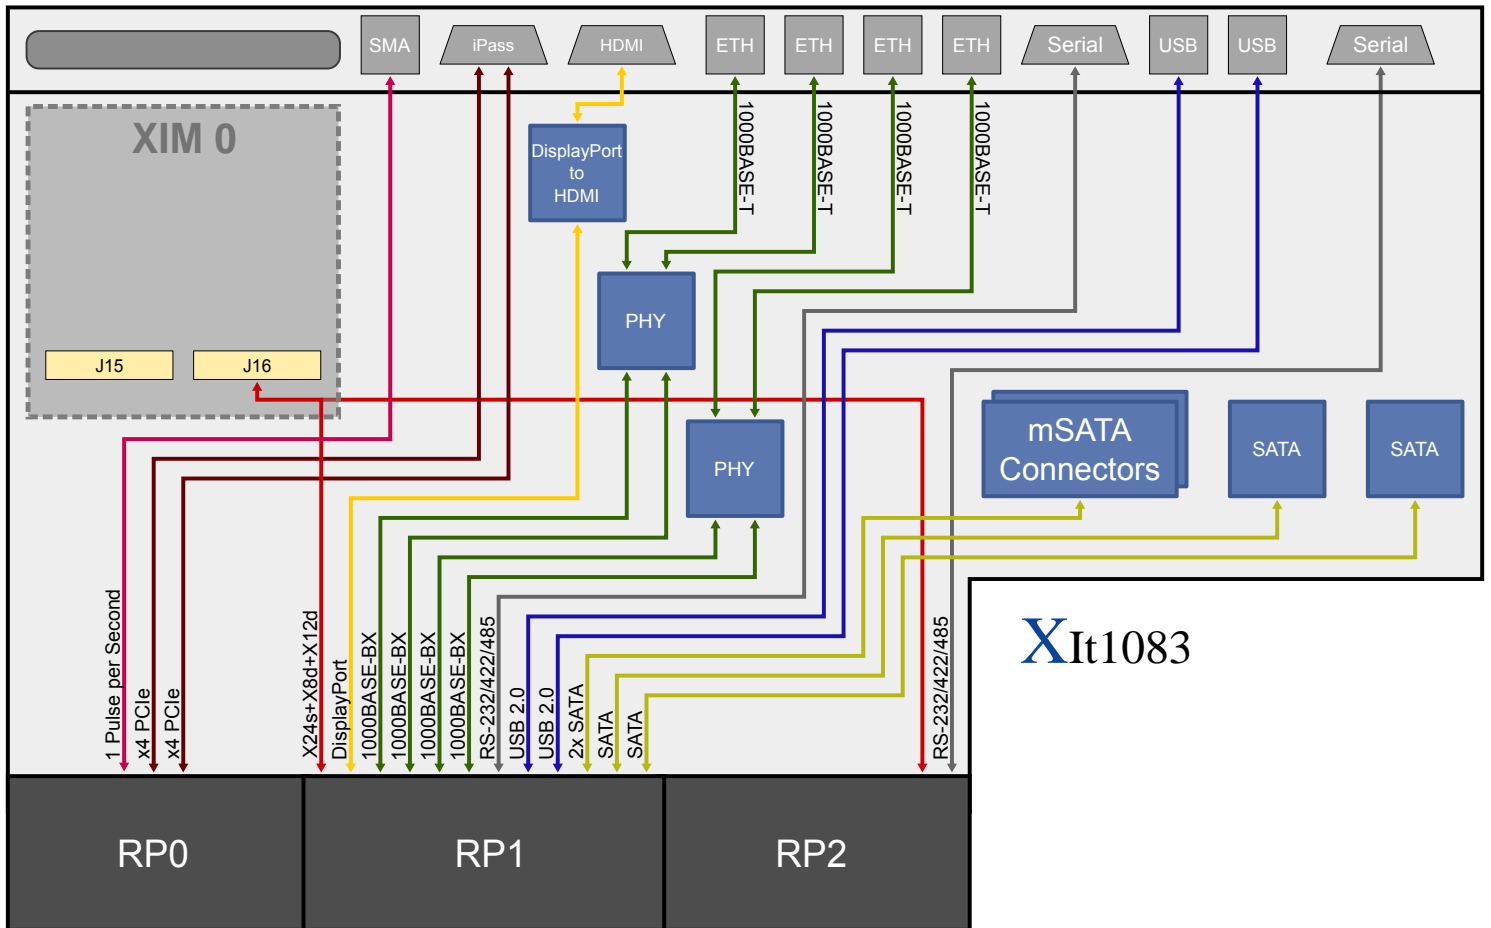 SMA
iPass
HDMI
ETH
ETH
ETH
ETH
Serial
USB
USB
Serial
XIM 0
DisplayPort
to
HDMI
1000BASE-T
1000BASE-T
1000BASE-T
1000BASE-T
PHY
J15
J16
PHY
mSATA
Connectors
SATA
SATA
1 Pulse per Second
x4 PCIe
x4 PCIe
X24s+X8d+X12d
DisplayPort
1000BASE-BX
1000BASE-BX
1000BASE-BX
1000BASE-BX
RS-232/422/485
USB 2.0
USB 2.0
2x SATA
SATA
SATA
RS-232/422/485
XIt1083
RP0
RP1
RP2